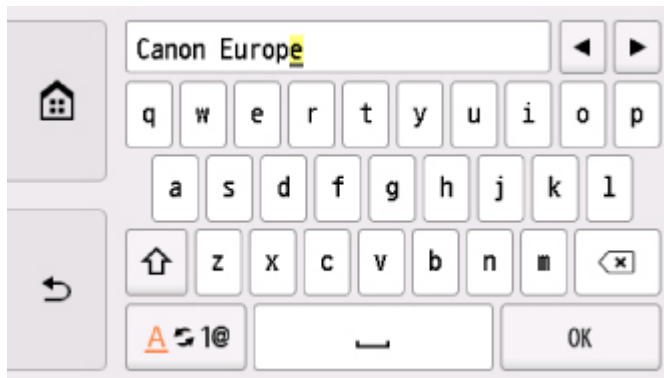 Canon Europe
q w e r t y u i o p
a s d f g h j k l
z x c v b n m
A 1@ OK